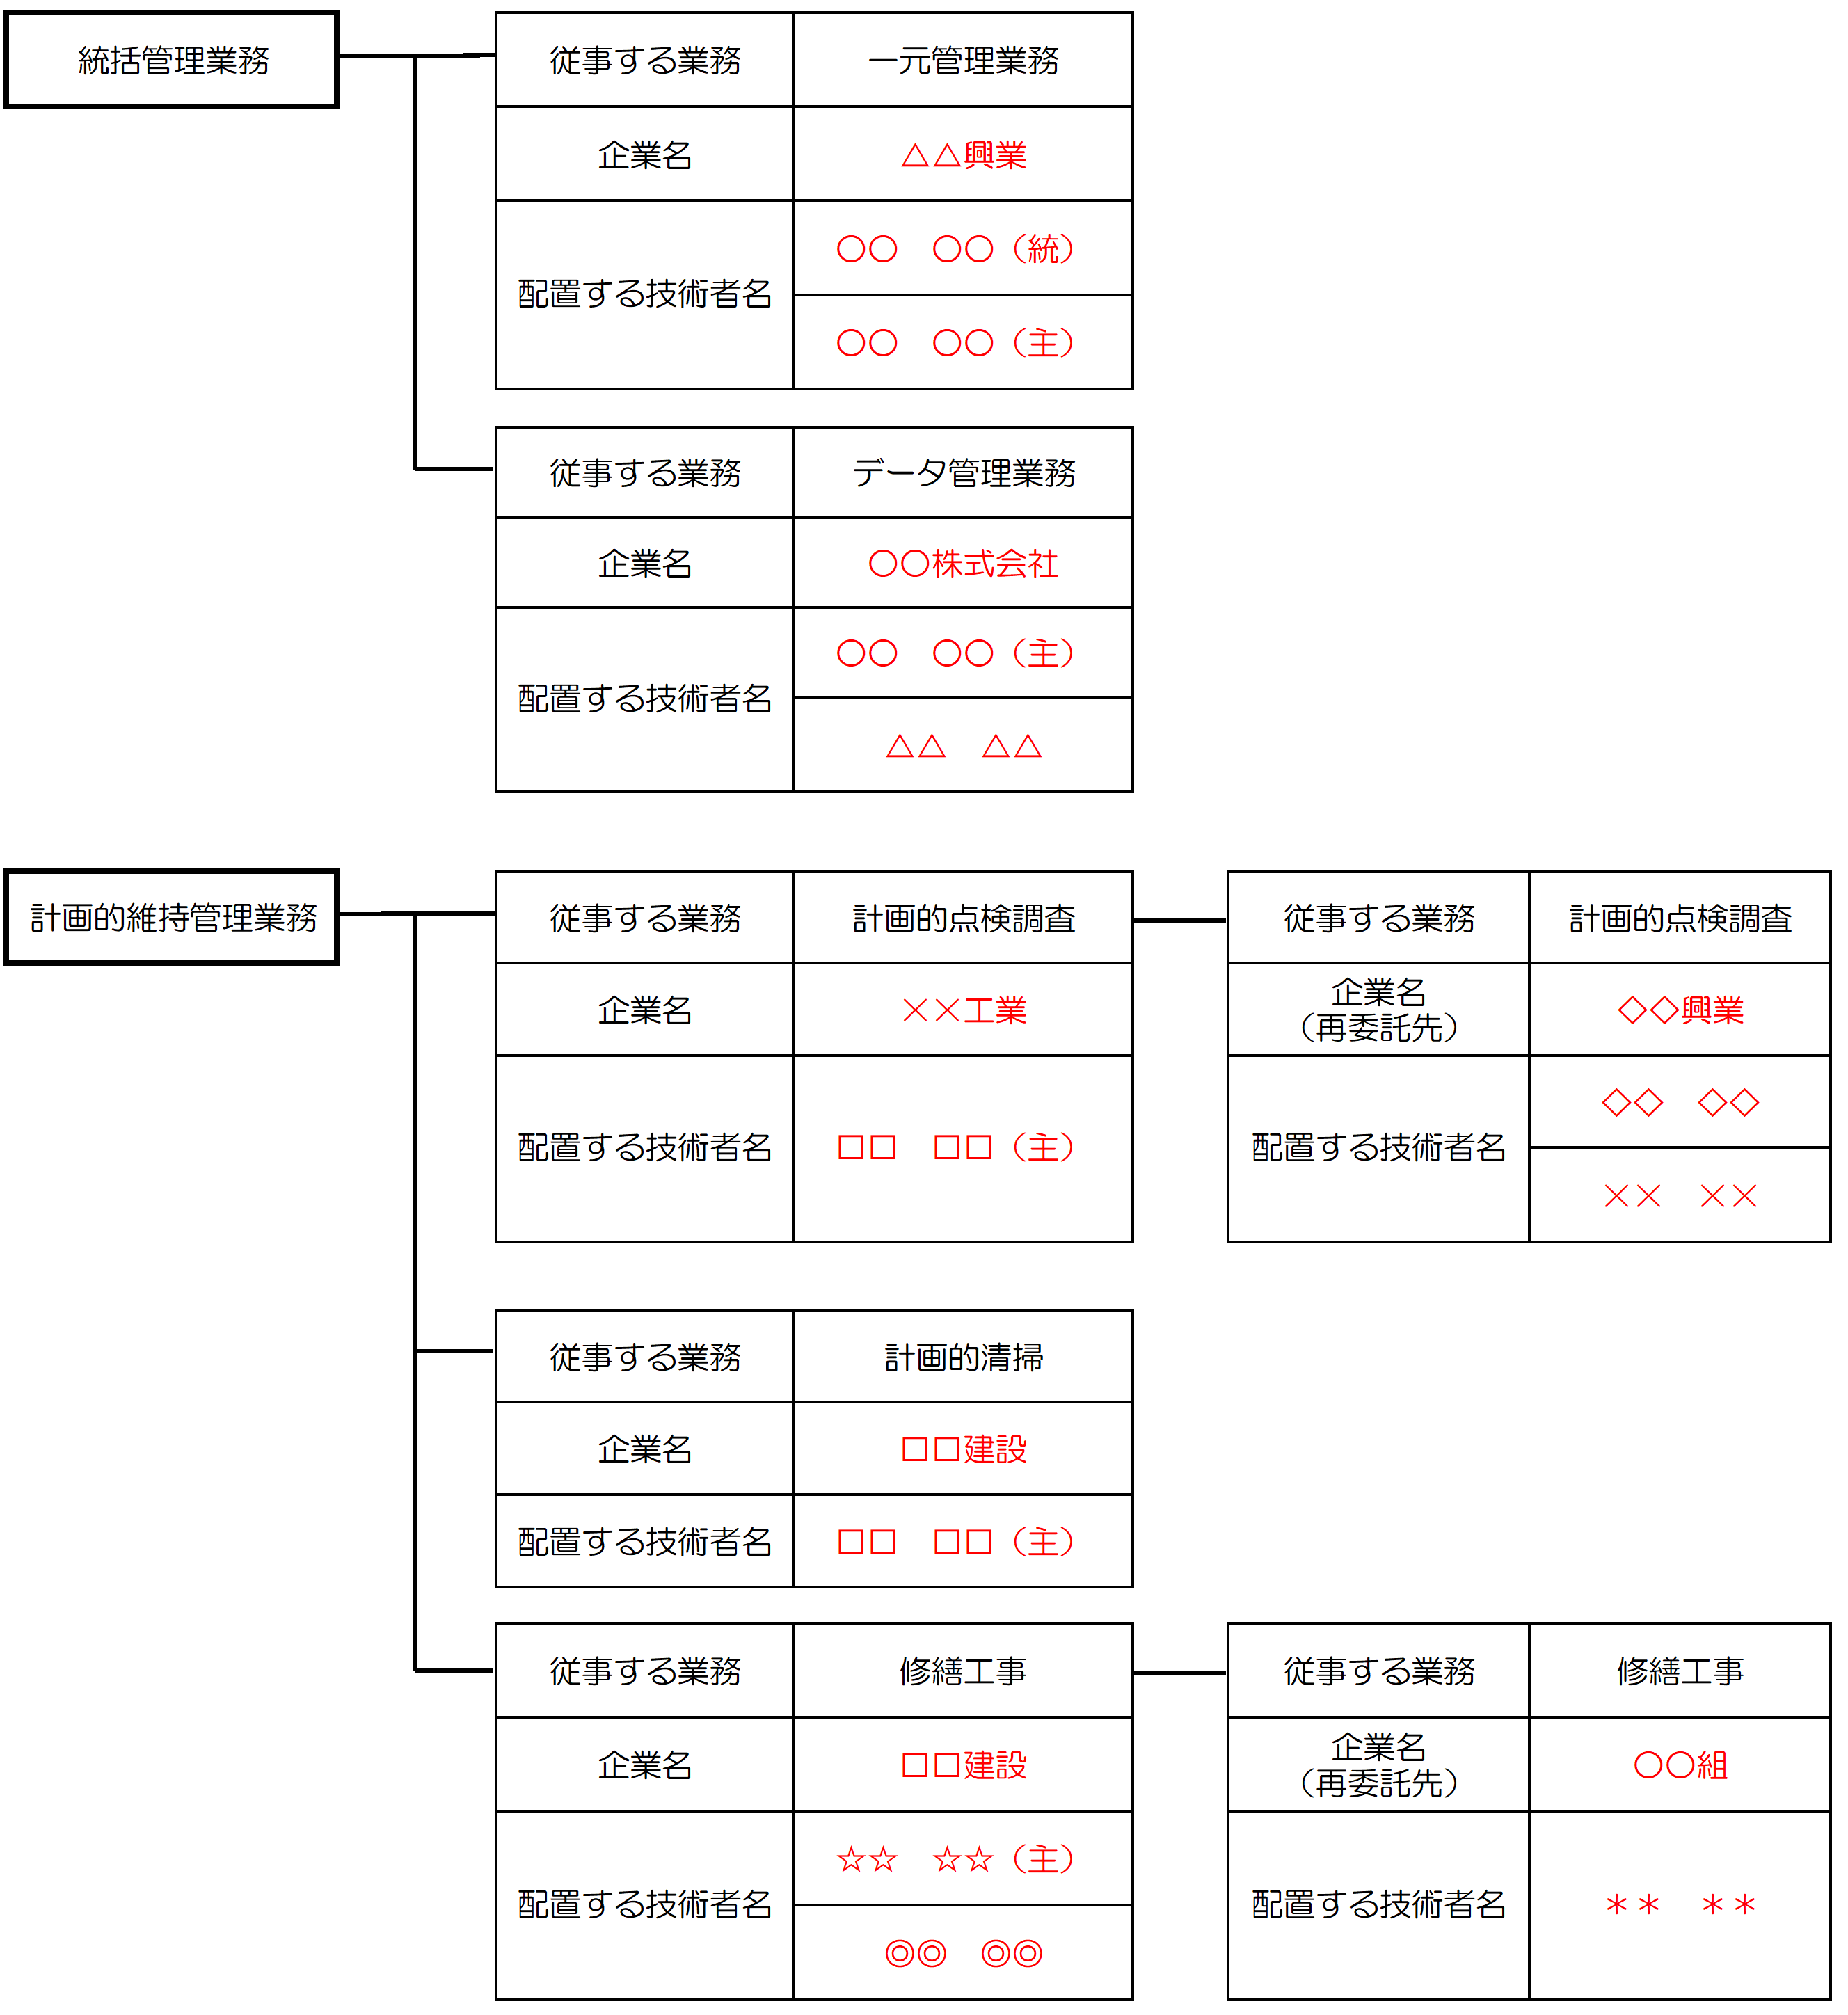 統括管理業務
従事する業務 一元管理業務
企業名 △△興業
配置する技術者名
〇〇　〇〇（統）
〇〇　〇〇（主）
従事する業務 データ管理業務
企業名 〇〇株式会社
配置する技術者名
〇〇　〇〇（主）
△△　△△
計画的維持管理業務
従事する業務 計画的点検調査
企業名 ××工業
配置する技術者名 □□　□□（主）
従事する業務 計画的点検調査
企業名
（再委託先）
◇◇興業
配置する技術者名
◇◇　◇◇
××　××
従事する業務 計画的清掃
企業名 □□建設
配置する技術者名 □□　□□（主）
従事する業務 修繕工事
企業名 □□建設
配置する技術者名
☆☆　☆☆（主）
◎◎　◎◎
従事する業務 修繕工事
企業名
（再委託先）
〇〇組
配置する技術者名 ＊＊　＊＊